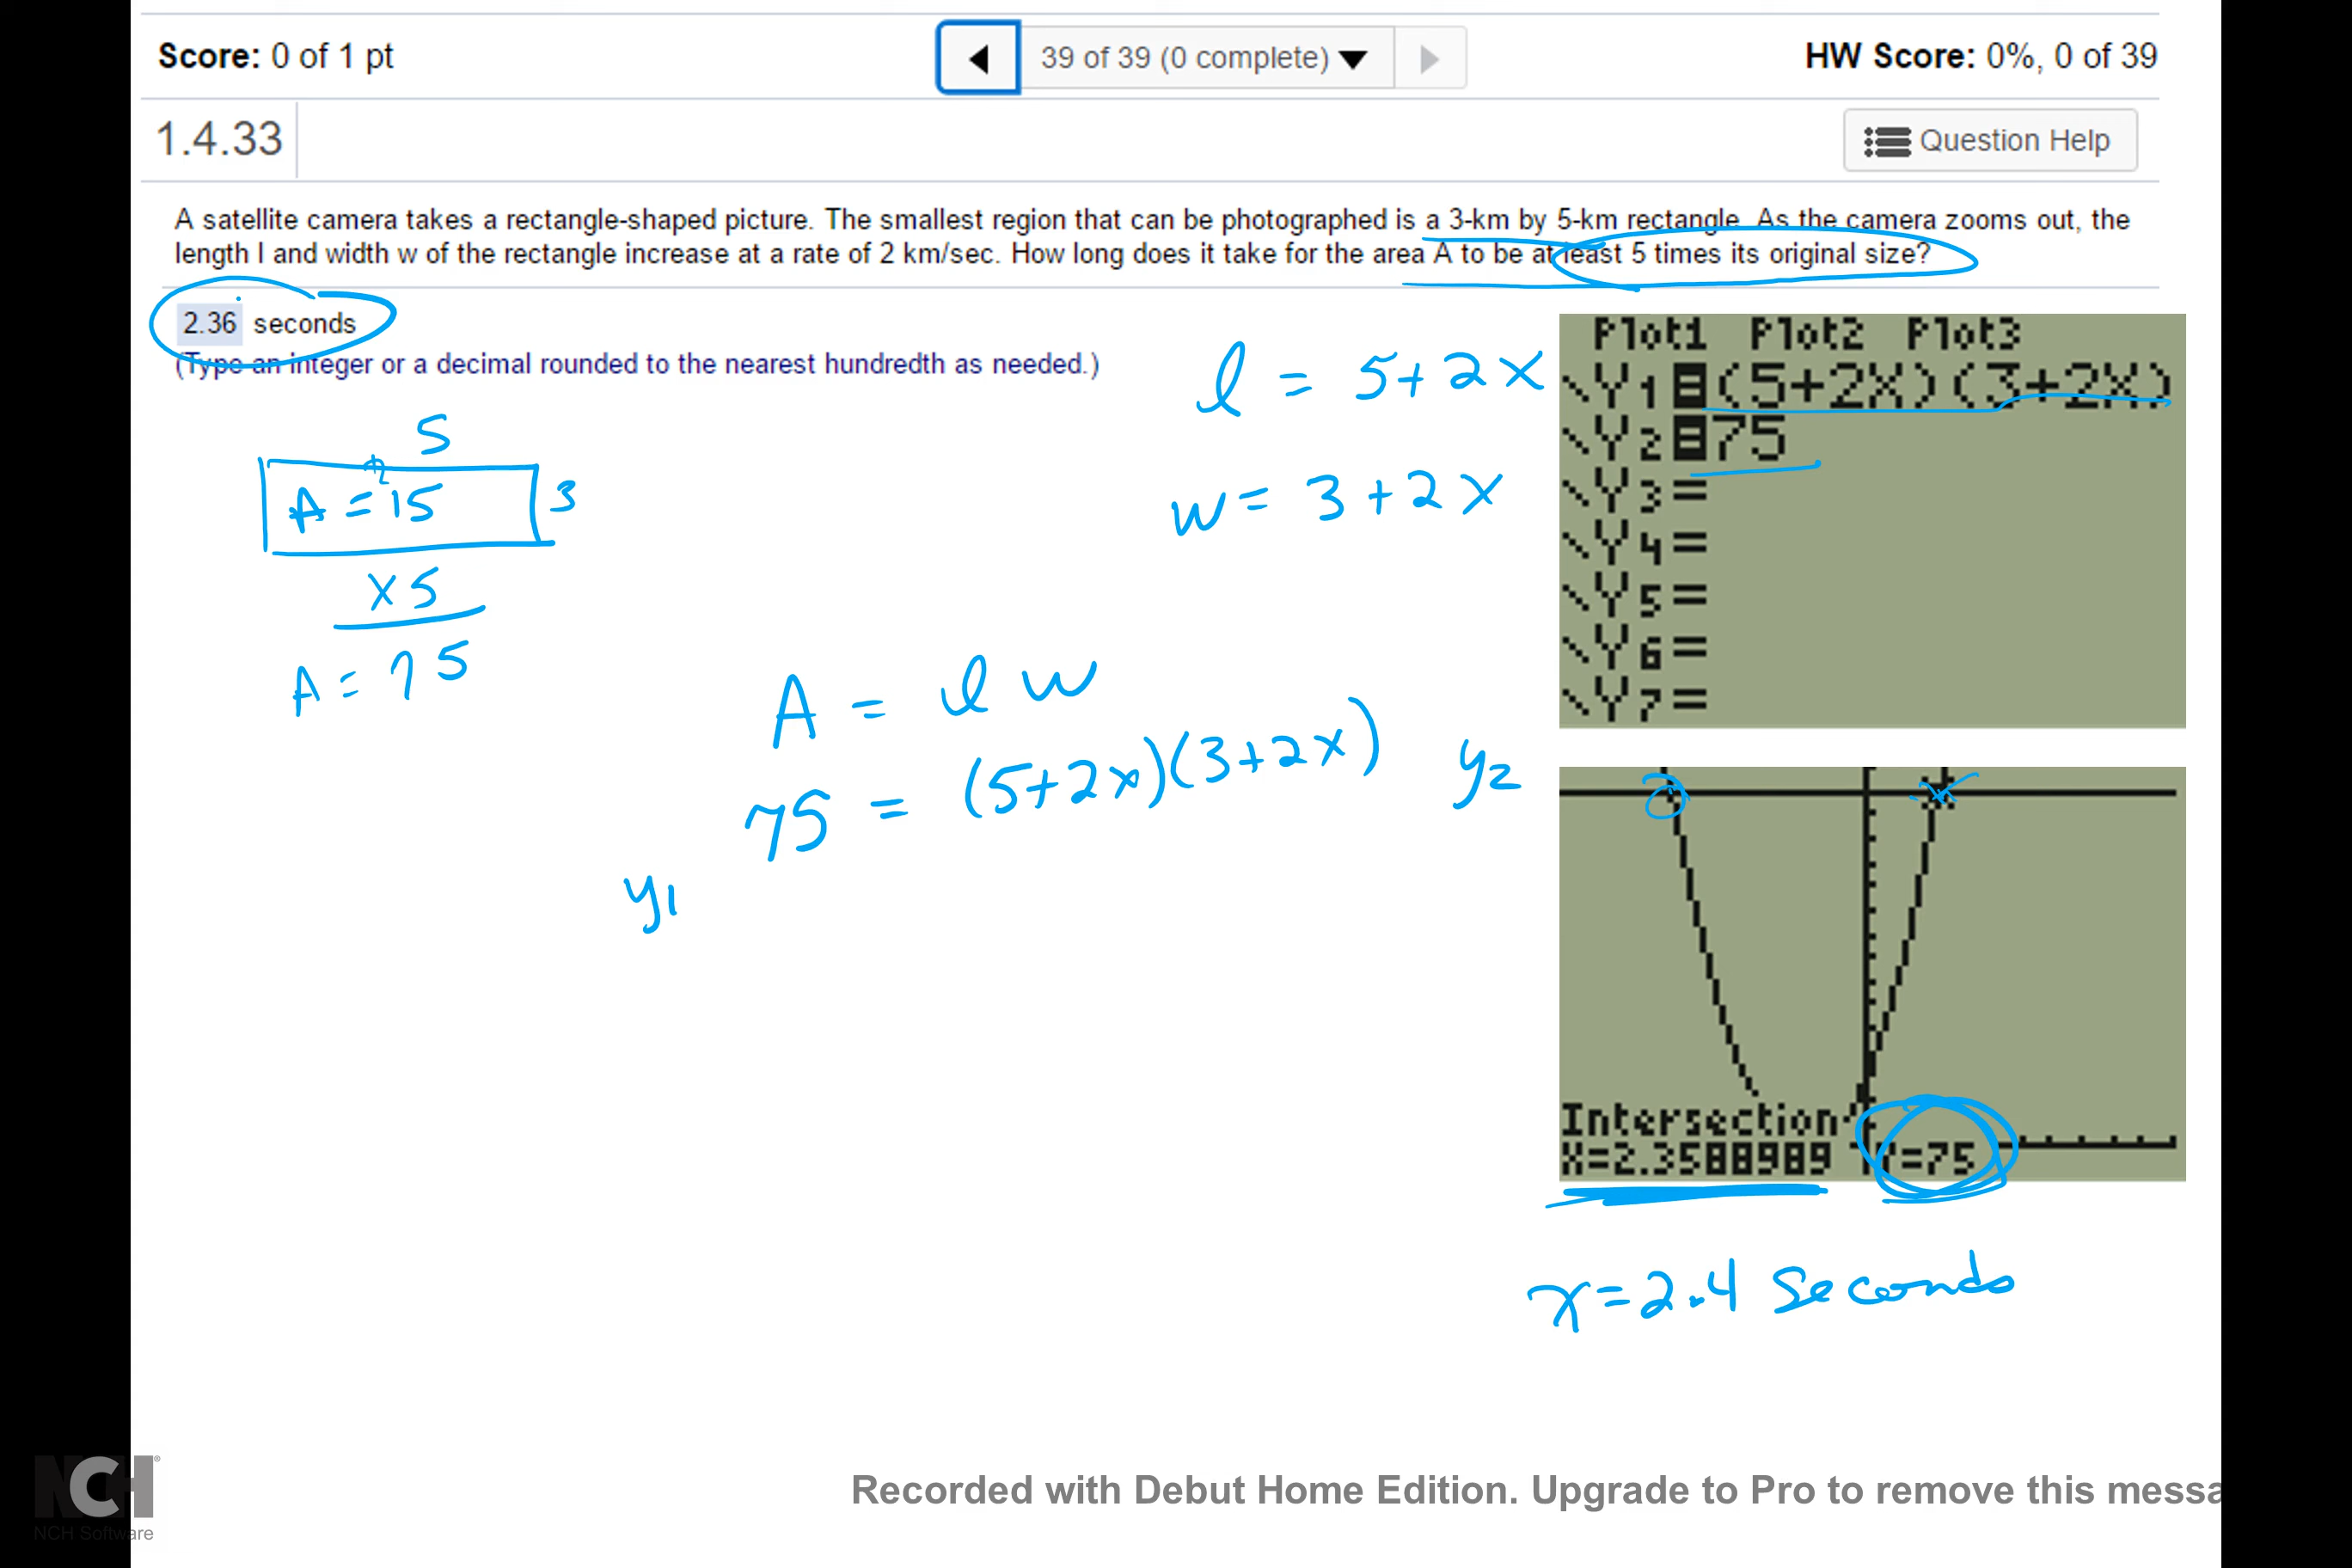 Score: 0 of 1 pt
39 of 39 (0 complete)
HW Score: 0%, 0 of 39
1.4.33
Question Help
A satellite camera takes a rectangle-shaped picture. The smallest region that can be photographed is a 3-km by 5-km rectangle. As the camera zooms out, the
length l and width w of the rectangle increase at a rate of 2 km/sec. How long does it take for the area A to be at least 5 times its original size?
2.36 seconds
(Type an integer or a decimal rounded to the nearest hundredth as needed.)
5
A = 15
2
3
x 5
A = 75
l = 5+2x
w = 3+2x
A = l w
75 = (5+2x)(3+2x)
y2
y1
Plot1 Plot2 Plot3
\Y1=(5+2X)(3+2X)
\Y2=75
\Y3=
\Y4=
\Y5=
\Y6=
\Y7=
Intersection
X=2.3588989 Y=75
x = 2.4 seconds
NCH®
NCH Software
Recorded with Debut Home Edition. Upgrade to Pro to remove this messa